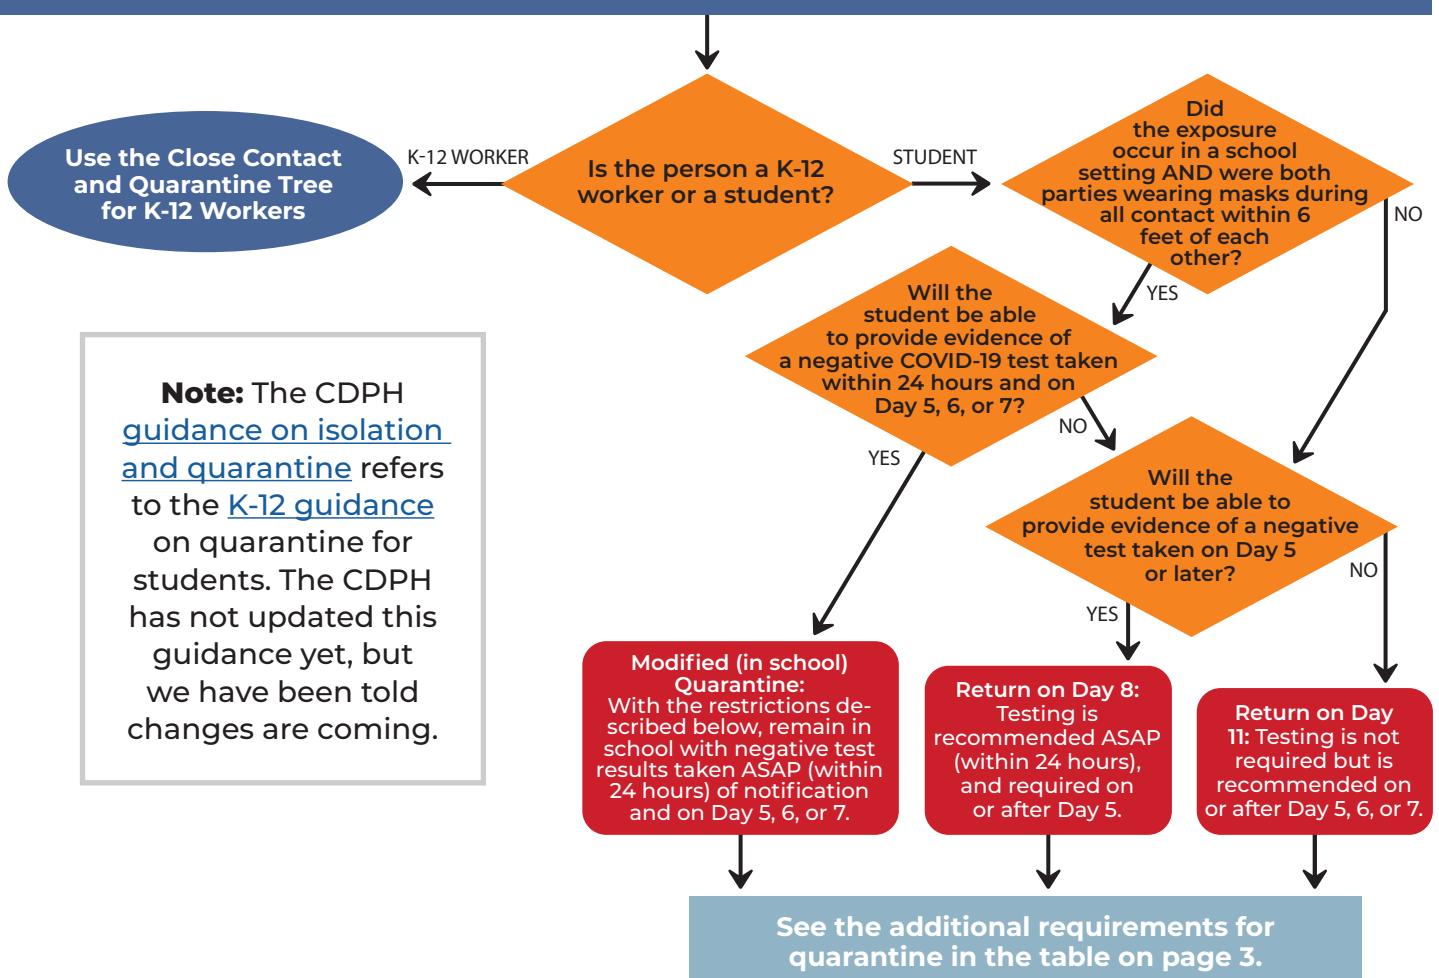 Use the Close Contact
and Quarantine Tree
for K-12 Workers
K-12 WORKER
Is the person a K-12
worker or a student?
STUDENT
Did
the exposure
occur in a school
setting AND were both
parties wearing masks during
all contact within 6
feet of each
other?
NO
YES
Will the
student be able
to provide evidence of
a negative COVID-19 test taken
within 24 hours and on
Day 5, 6, or 7?
NO
YES
Will the
student be able to
provide evidence of a negative
test taken on Day 5
or later?
NO
YES
Note: The CDPH
guidance on isolation
and quarantine refers
to the K-12 guidance
on quarantine for
students. The CDPH
has not updated this
guidance yet, but
we have been told
changes are coming.
Modified (in school)
Quarantine:
With the restrictions de-
scribed below, remain in
school with negative test
results taken ASAP (within
24 hours) of notification
and on Day 5, 6, or 7.
Return on Day 8:
Testing is
recommended ASAP
(within 24 hours),
and required on
or after Day 5.
Return on Day
11: Testing is not
required but is
recommended on
or after Day 5, 6, or 7.
See the additional requirements for
quarantine in the table on page 3.